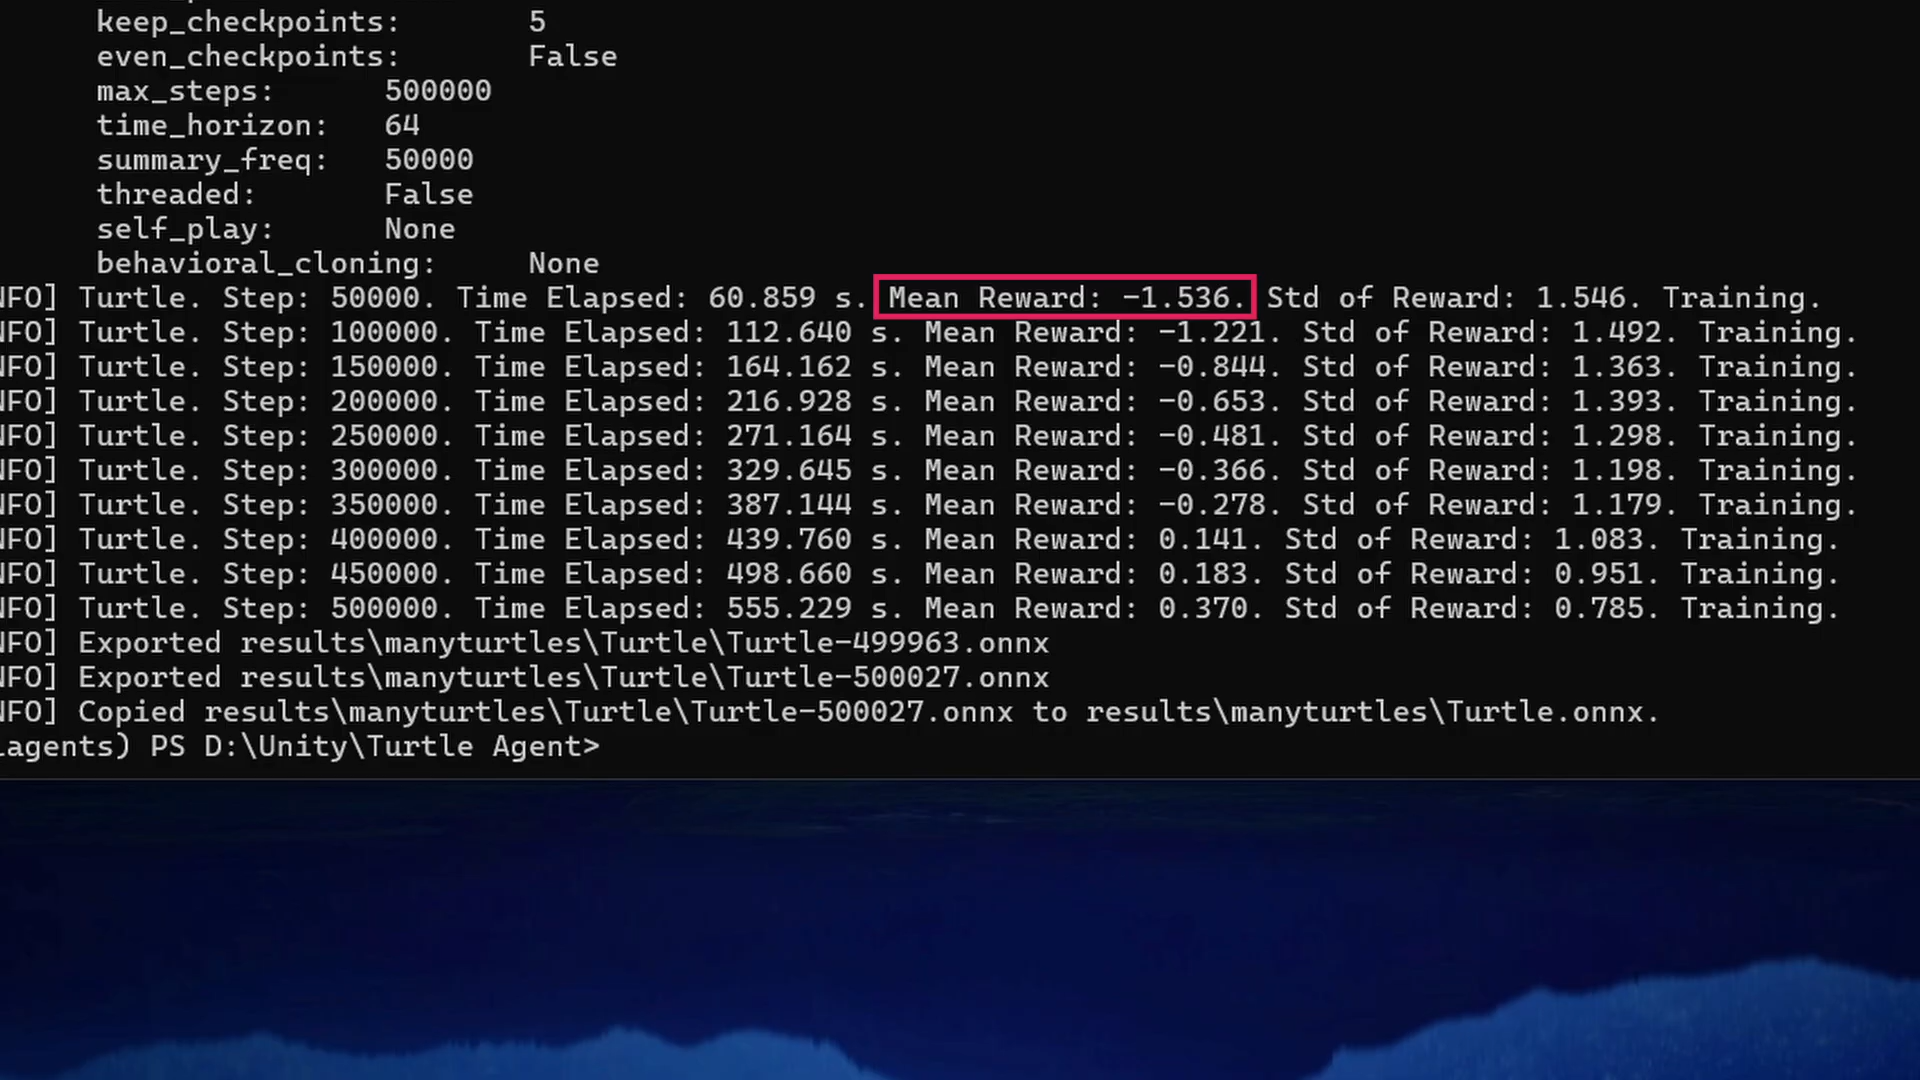 keep_checkpoints: 5
even_checkpoints: False
max_steps: 500000
time_horizon: 64
summary_freq: 50000
threaded: False
self_play: None
behavioral_cloning: None
NFO] Turtle. Step: 50000. Time Elapsed: 60.859 s. Mean Reward: -1.536. Std of Reward: 1.546. Training.
NFO] Turtle. Step: 100000. Time Elapsed: 112.640 s. Mean Reward: -1.221. Std of Reward: 1.492. Training.
NFO] Turtle. Step: 150000. Time Elapsed: 164.162 s. Mean Reward: -0.844. Std of Reward: 1.363. Training.
NFO] Turtle. Step: 200000. Time Elapsed: 216.928 s. Mean Reward: -0.653. Std of Reward: 1.393. Training.
NFO] Turtle. Step: 250000. Time Elapsed: 271.164 s. Mean Reward: -0.481. Std of Reward: 1.298. Training.
NFO] Turtle. Step: 300000. Time Elapsed: 329.645 s. Mean Reward: -0.366. Std of Reward: 1.198. Training.
NFO] Turtle. Step: 350000. Time Elapsed: 387.144 s. Mean Reward: -0.278. Std of Reward: 1.179. Training.
NFO] Turtle. Step: 400000. Time Elapsed: 439.760 s. Mean Reward: 0.141. Std of Reward: 1.083. Training.
NFO] Turtle. Step: 450000. Time Elapsed: 498.660 s. Mean Reward: 0.183. Std of Reward: 0.951. Training.
NFO] Turtle. Step: 500000. Time Elapsed: 555.229 s. Mean Reward: 0.370. Std of Reward: 0.785. Training.
NFO] Exported results\manyturtles\Turtle\Turtle-499963.onnx
NFO] Exported results\manyturtles\Turtle\Turtle-500027.onnx
NFO] Copied results\manyturtles\Turtle\Turtle-500027.onnx to results\manyturtles\Turtle.onnx.
lagents) PS D:\Unity\Turtle Agent>